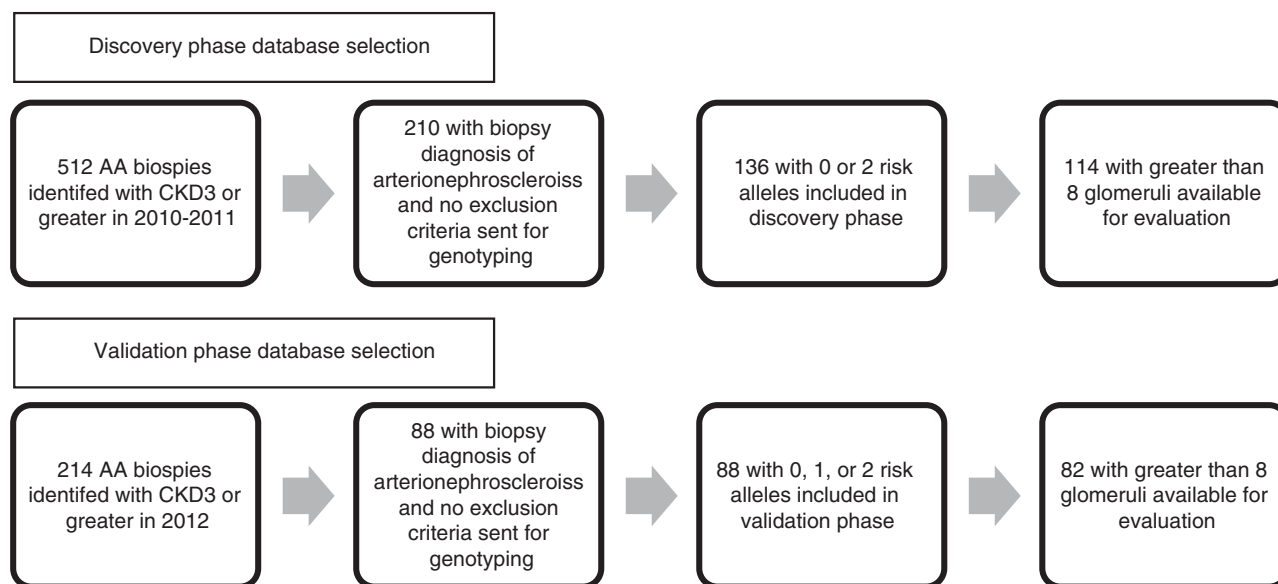 Discovery phase database selection
512 AA biospies
identifed with CKD3 or
greater in 2010-2011
210 with biopsy
diagnosis of
arterionephroscleroiss
and no exclusion
criteria sent for
genotyping
136 with 0 or 2 risk
alleles included in
discovery phase
114 with greater than
8 glomeruli available
for evaluation
Validation phase database selection
214 AA biospies
identifed with CKD3 or
greater in 2012
88 with biopsy
diagnosis of
arterionephroscleroiss
and no exclusion
criteria sent for
genotyping
88 with 0, 1, or 2 risk
alleles included in
validation phase
82 with greater than 8
glomeruli available for
evaluation